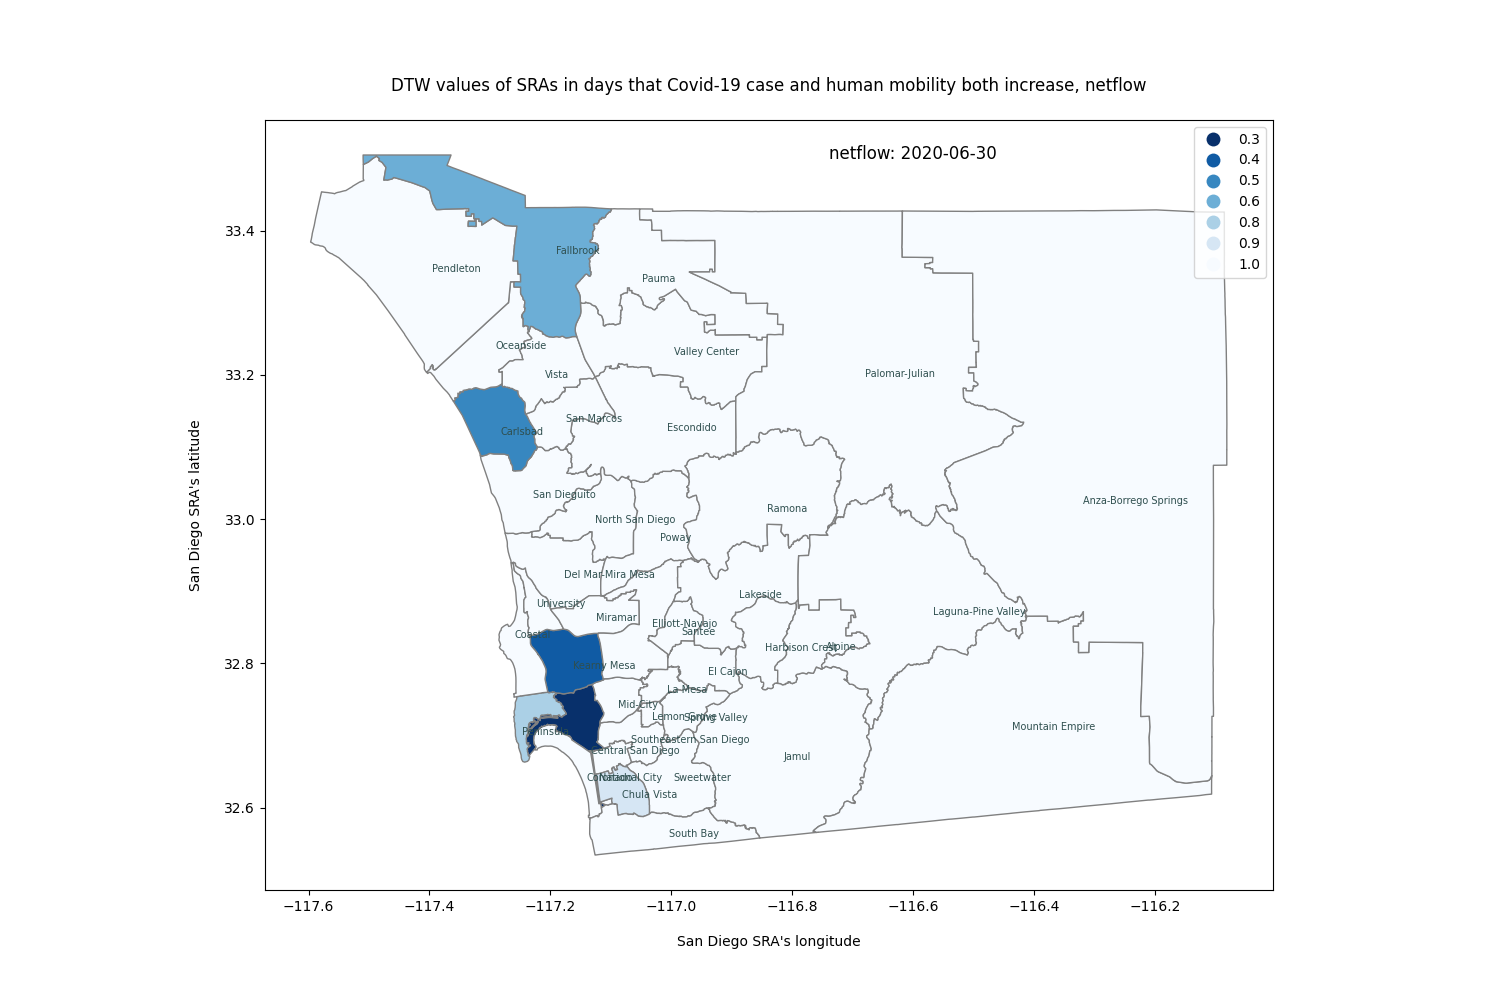 DTW values of SRAs in days that Covid-19 case and human mobility both increase, netflow
netflow: 2020-06-30
0.3
0.4
0.5
0.6
0.8
0.9
1.0
San Diego SRA's latitude
33.4
33.2
33.0
32.8
32.6
Fallbrook
Pendleton
Pauma
Oceanside
Valley Center
Vista
Palomar-Julian
San Marcos
Carlsbad
Escondido
San Dieguito
Anza-Borrego Springs
Ramona
North San Diego
Poway
Del Mar-Mira Mesa
Lakeside
University
Miramar
Laguna-Pine Valley
Elliott-Navajo
Santee
Coastal
Harbison Crest
Alpine
Kearny Mesa
El Cajon
La Mesa
Mid-City
Lemon Grove
Spring Valley
Mountain Empire
Peninsula
Southeastern San Diego
Central San Diego
Jamul
Coronado
National City
Sweetwater
Chula Vista
South Bay
−117.6 −117.4 −117.2 −117.0 −116.8 −116.6 −116.4 −116.2
San Diego SRA's longitude